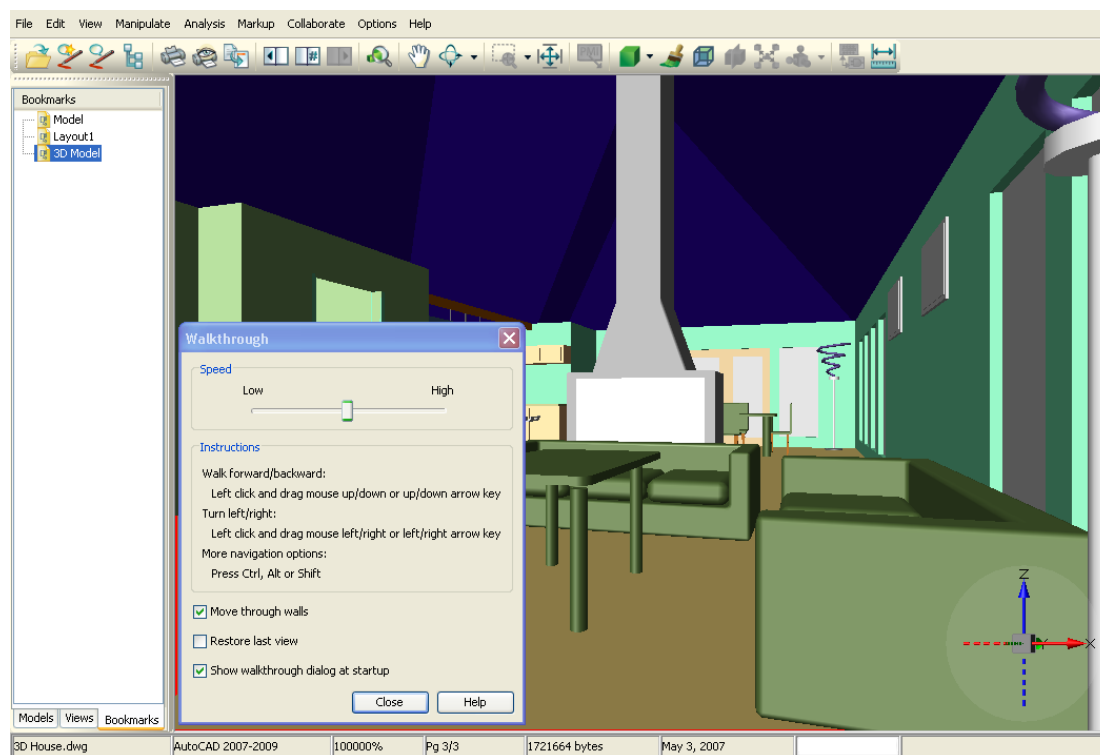 File Edit View Manipulate Analysis Markup Collaborate Options Help
Bookmarks
Model
Layout1
3D Model
Walkthrough
Speed
Low High
Instructions
Walk forward/backward:
Left click and drag mouse up/down or up/down arrow key
Turn left/right:
Left click and drag mouse left/right or left/right arrow key
More navigation options:
Press Ctrl, Alt or Shift
Move through walls
Restore last view
Show walkthrough dialog at startup
Close Help
Z
X
Models Views Bookmarks
3D House.dwg AutoCAD 2007-2009 100000% Pg 3/3 1721664 bytes May 3, 2007